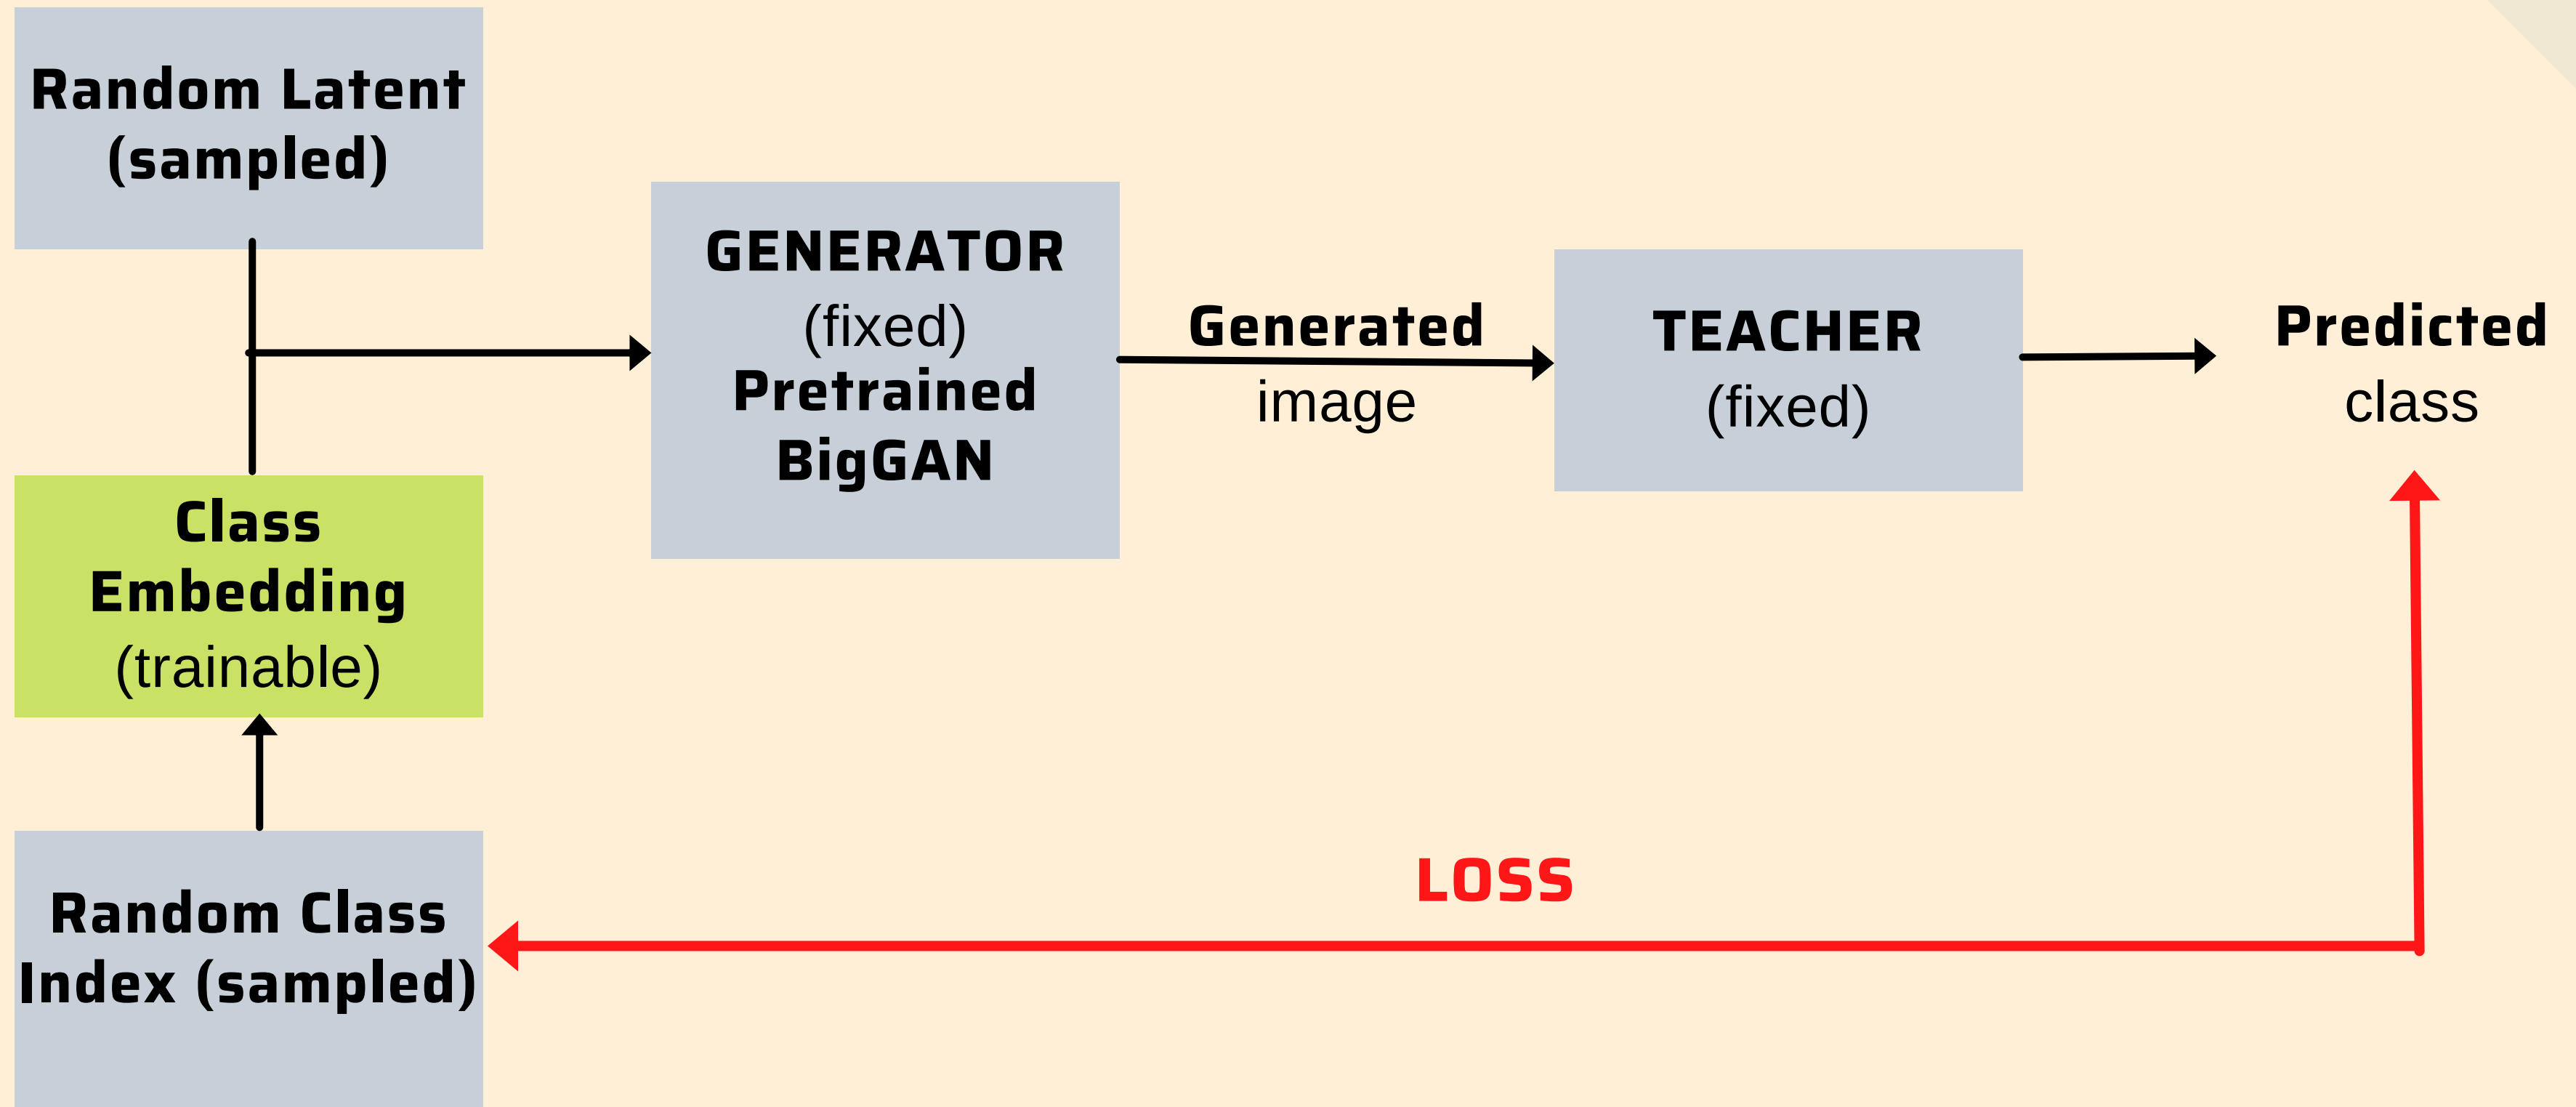 Random Latent
(sampled)
GENERATOR
(fixed)
Pretrained
BigGAN
Generated
image
TEACHER
(fixed)
Predicted
class
Class
Embedding
(trainable)
LOSS
Random Class
Index (sampled)